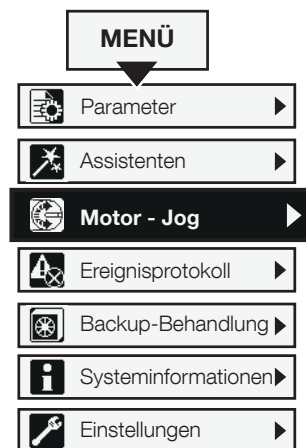 MENÜ
Parameter
Assistenten
Motor - Jog
Ereignisprotokoll
Backup-Behandlung
Systeminformationen
Einstellungen